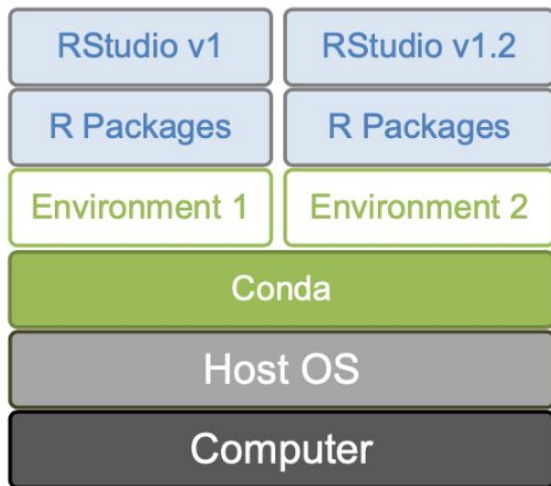 RStudio v1 RStudio v1.2
R Packages R Packages
Environment 1 Environment 2
Conda
Host OS
Computer